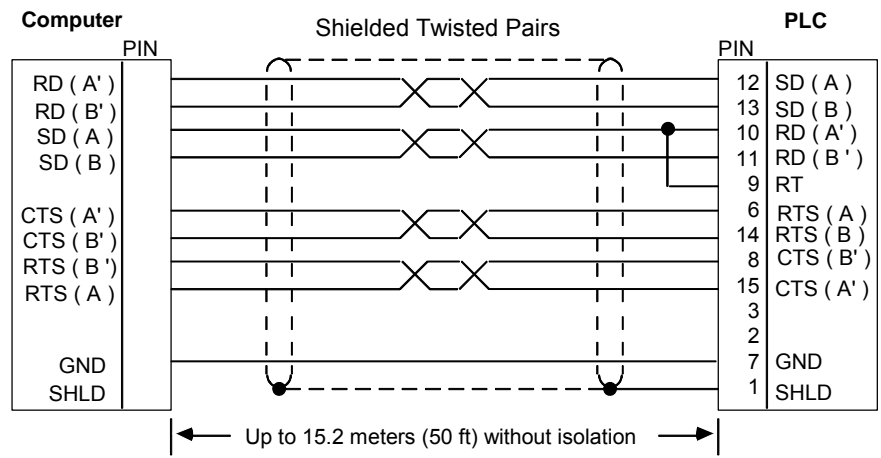 Computer
Shielded Twisted Pairs
PLC
PIN
PIN
RD ( A' )
12
SD ( A )
RD ( B' )
13
SD ( B )
SD ( A )
10
RD ( A' )
SD ( B )
11
RD ( B ' )
9
RT
CTS ( A' )
6
RTS ( A )
CTS ( B' )
14
RTS ( B )
RTS ( B ')
8
CTS ( B' )
RTS ( A )
15
CTS ( A' )
3
2
GND
7
GND
SHLD
1
SHLD
Up to 15.2 meters (50 ft) without isolation